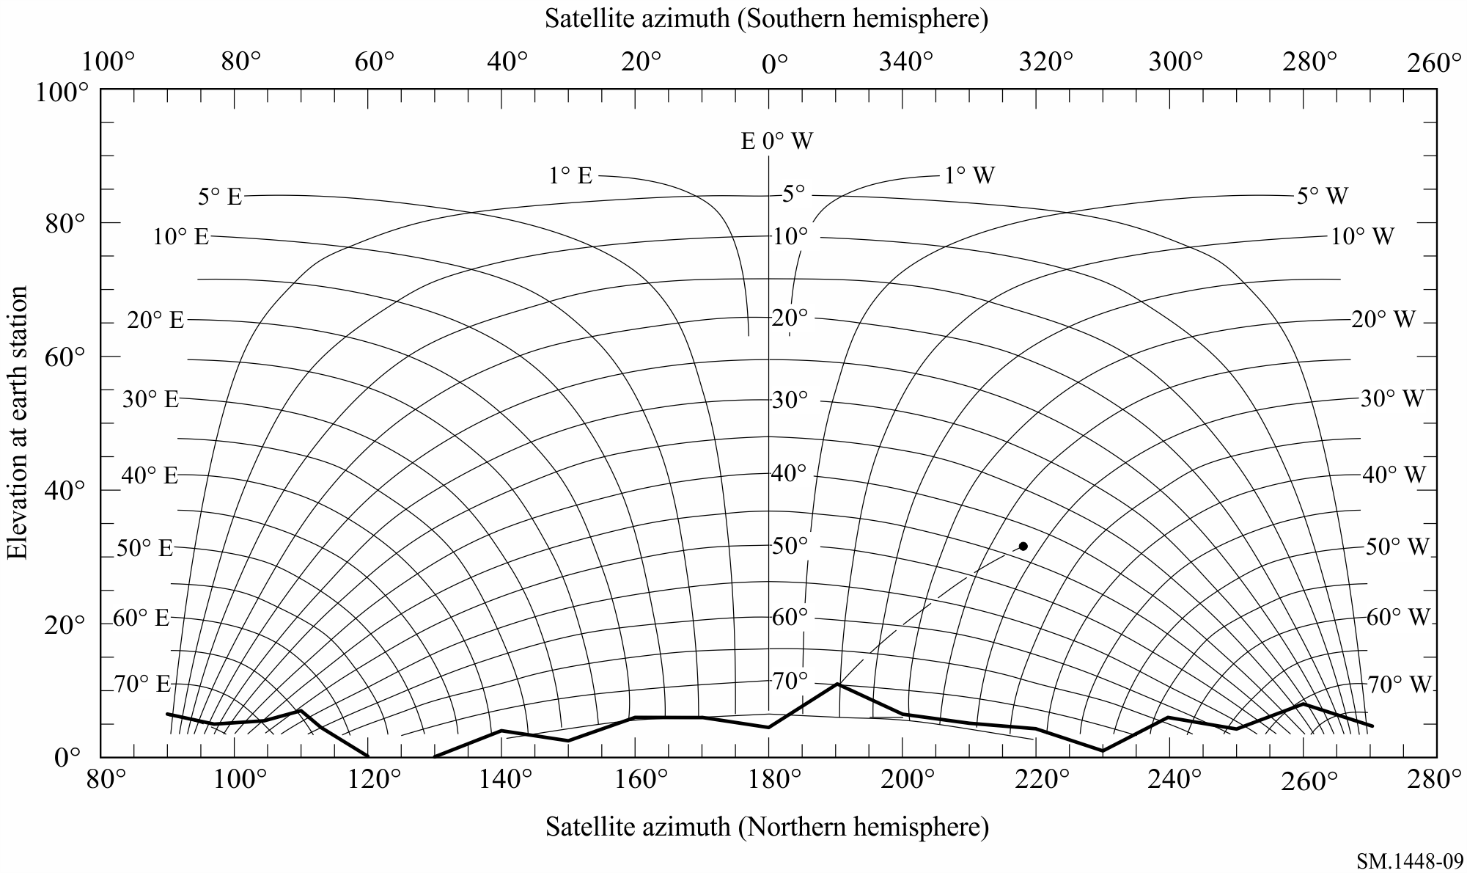 Satellite azimuth (Southern hemisphere)
100° 80° 60° 40° 20° 0° 340° 320° 300° 280° 260°
100°
E 0° W
1° E 1° W
5° E 5° 5° W
80°
10° E 10° 10° W
20° E 20° 20° W
60°
30° E 30° 30° W
40° E 40° 40° W
40°
50° E 50° 50° W
60° E 60° 60° W
20°
70° E 70° 70° W
0°
Elevation at earth station
80° 100° 120° 140° 160° 180° 200° 220° 240° 260° 280°
Satellite azimuth (Northern hemisphere)
SM.1448-09